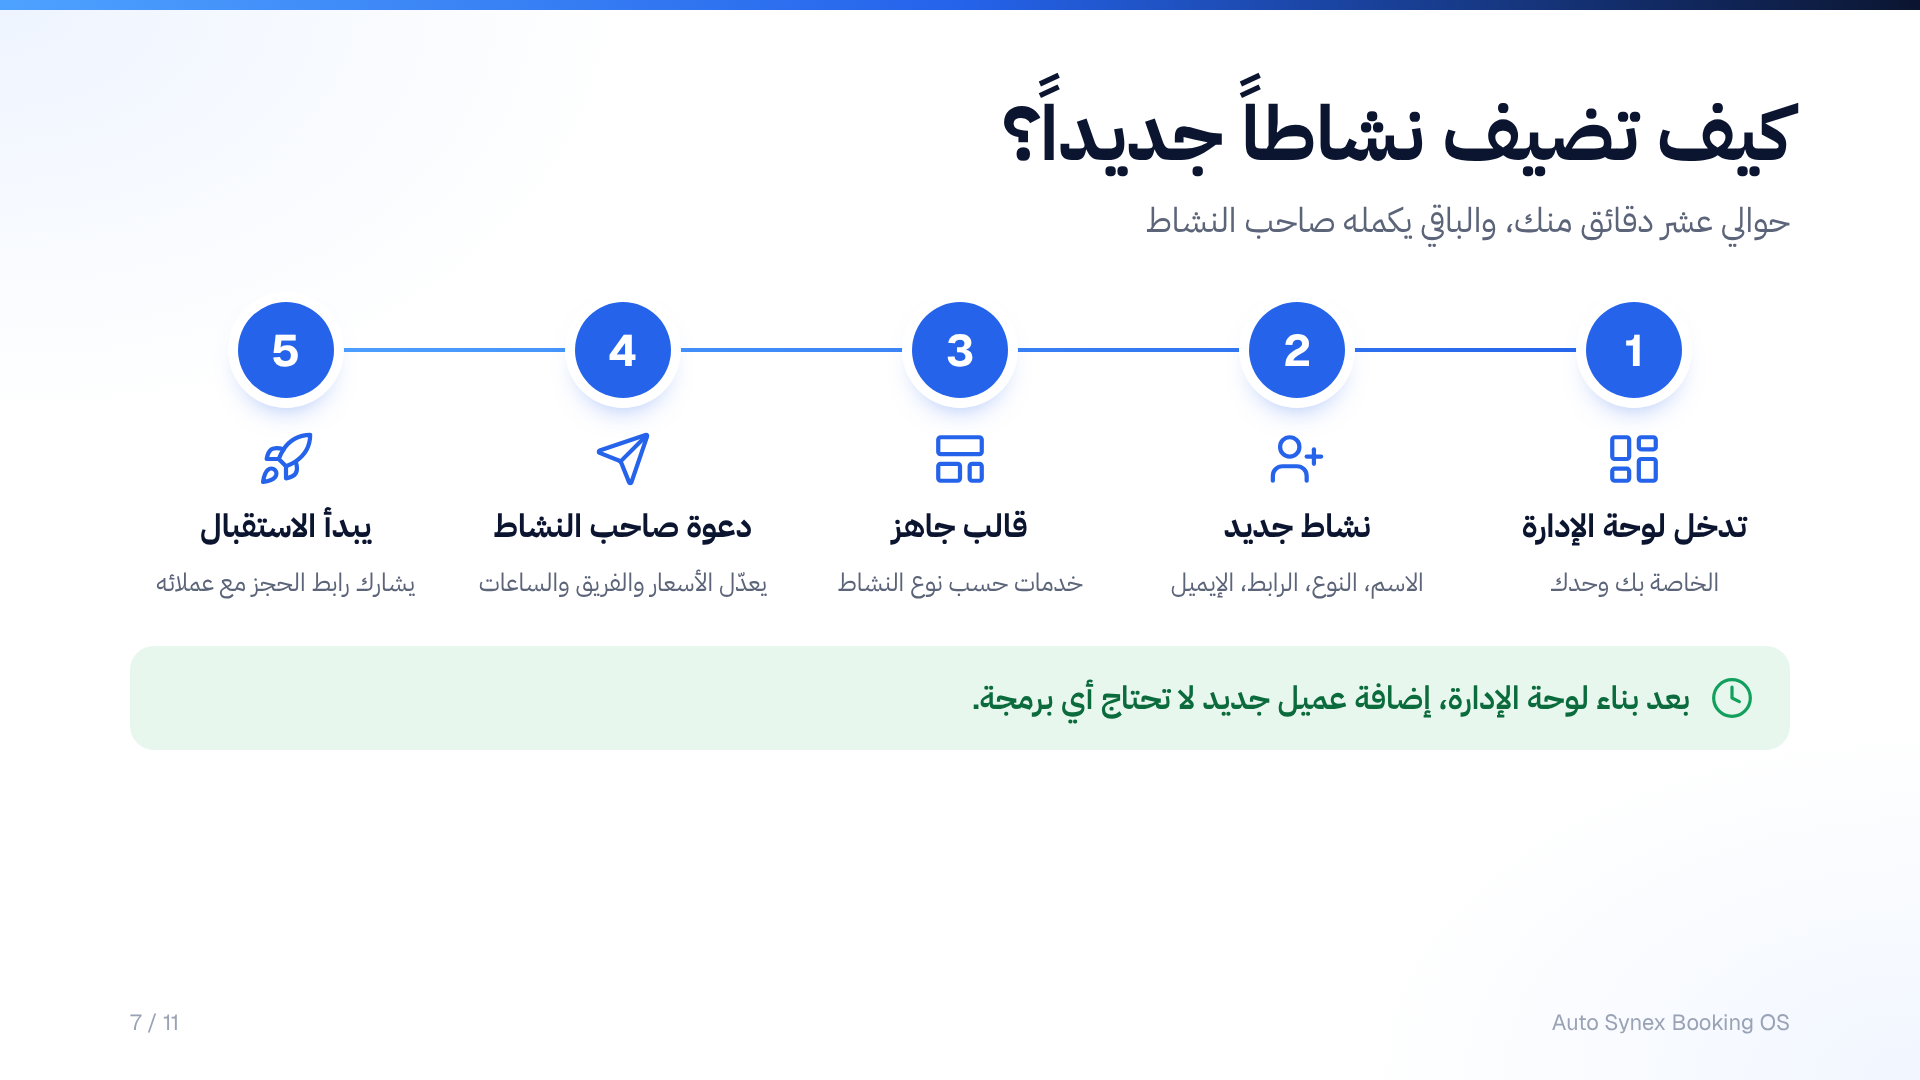 كيف تضيف نشاطاً جديداً؟
حوالي عشر دقائق منك، والباقي يكمله صاحب النشاط
1
2
3
4
5
تدخل لوحة الإدارة
الخاصة بك وحدك
نشاط جديد
الاسم، النوع، الرابط، الإيميل
قالب جاهز
خدمات حسب نوع النشاط
دعوة صاحب النشاط
يعدّل الأسعار والفريق والساعات
يبدأ الاستقبال
يشارك رابط الحجز مع عملائه
بعد بناء لوحة الإدارة، إضافة عميل جديد لا تحتاج أي برمجة.
Auto Synex Booking OS
7 / 11